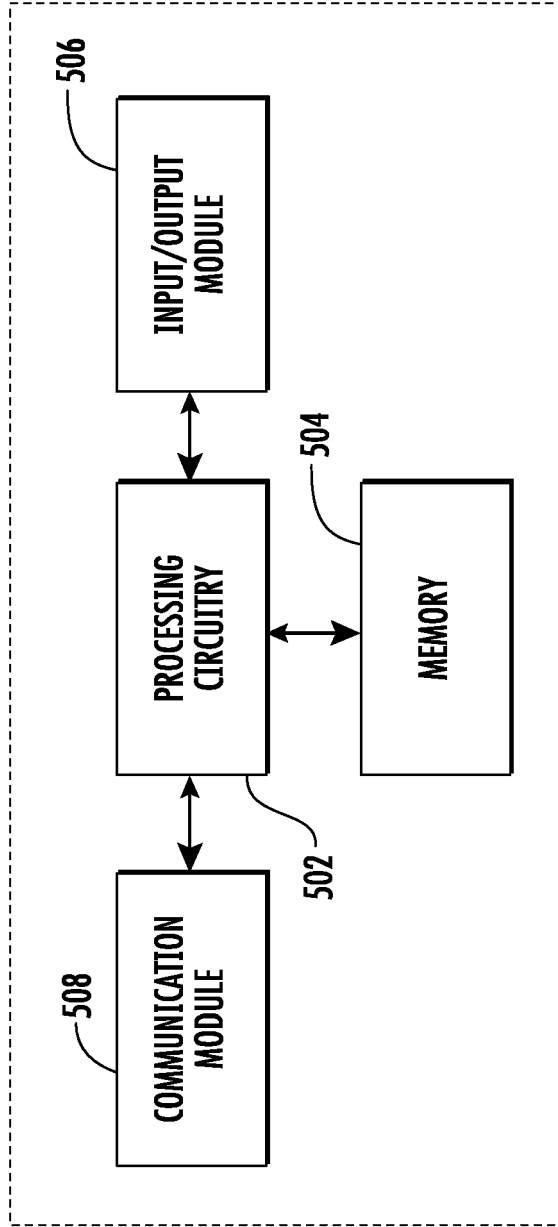 508
COMMUNICATION
MODULE
502
PROCESSING
CIRCUITRY
506
INPUT/OUTPUT
MODULE
504
MEMORY